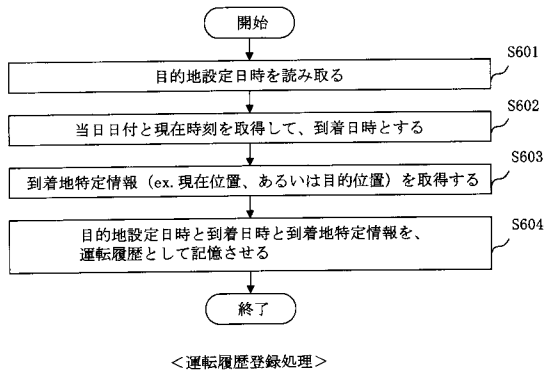 開始
S601
目的地設定日時を読み取る
S602
当日日付と現在時刻を取得して、到着日時とする
S603
到着地特定情報（ex. 現在位置、あるいは目的位置）を取得する
S604
目的地設定日時と到着日時と到着地特定情報を、
運転履歴として記憶させる
終了
＜運転履歴登録処理＞